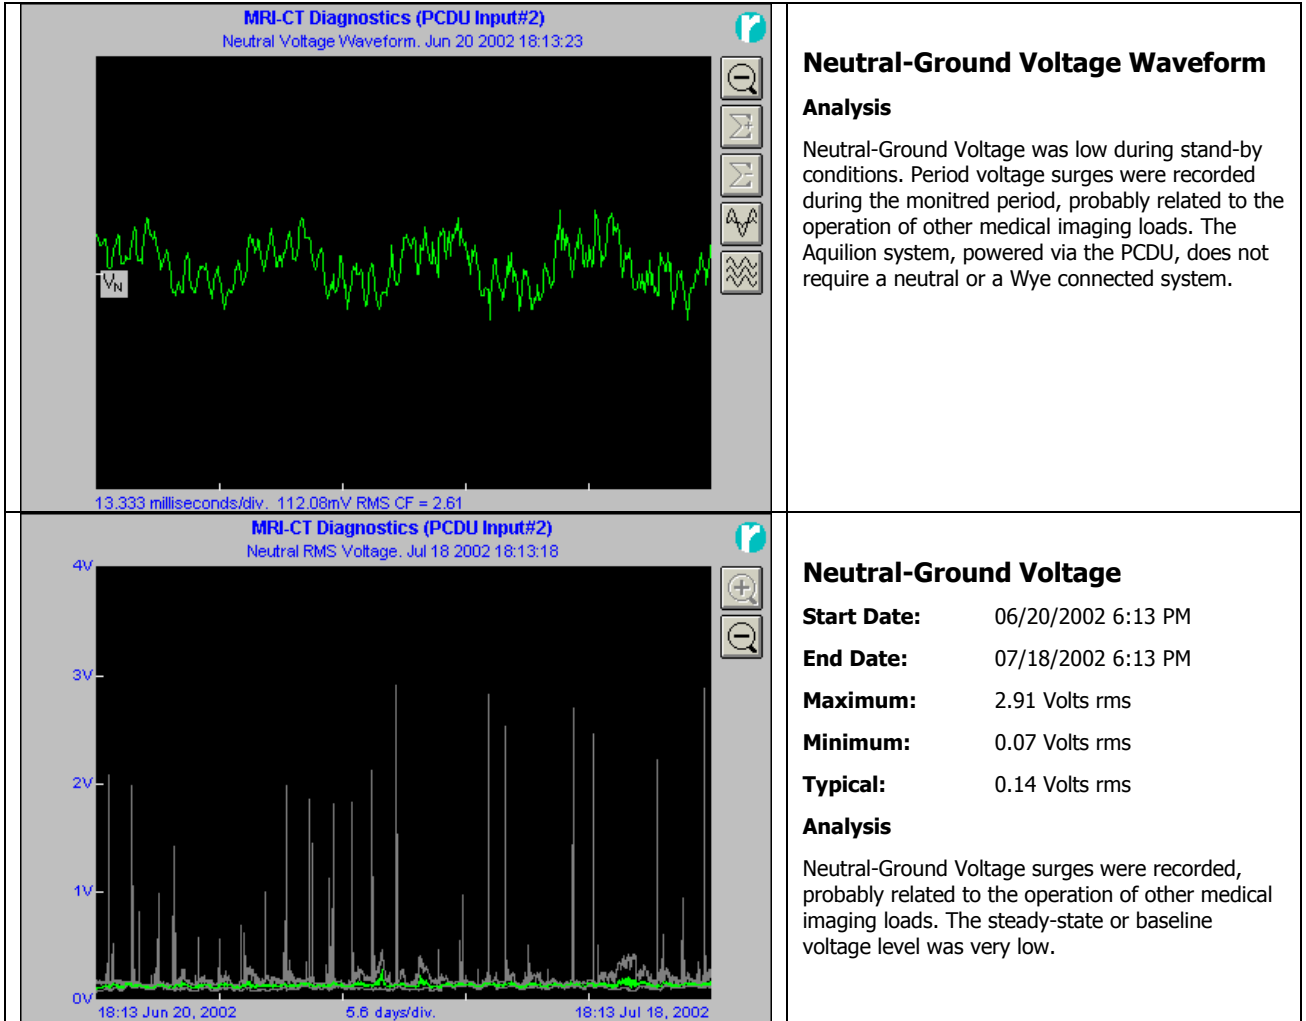 MRI-CT Diagnostics (PCDU Input#2)
Neutral Voltage Waveform. Jun 20 2002 18:13:23
VN
13.333 milliseconds/div. 112.08mV RMS CF = 2.61
Neutral-Ground Voltage Waveform
Analysis
Neutral-Ground Voltage was low during stand-by
conditions. Period voltage surges were recorded
during the monitred period, probably related to the
operation of other medical imaging loads. The
Aquilion system, powered via the PCDU, does not
require a neutral or a Wye connected system.
MRI-CT Diagnostics (PCDU Input#2)
Neutral RMS Voltage. Jul 18 2002 18:13:18
4V
3V
2V
1V
0V
18:13 Jun 20, 2002 5.6 days/div. 18:13 Jul 18, 2002
Neutral-Ground Voltage
Start Date: 06/20/2002 6:13 PM
End Date: 07/18/2002 6:13 PM
Maximum: 2.91 Volts rms
Minimum: 0.07 Volts rms
Typical: 0.14 Volts rms
Analysis
Neutral-Ground Voltage surges were recorded,
probably related to the operation of other medical
imaging loads. The steady-state or baseline
voltage level was very low.